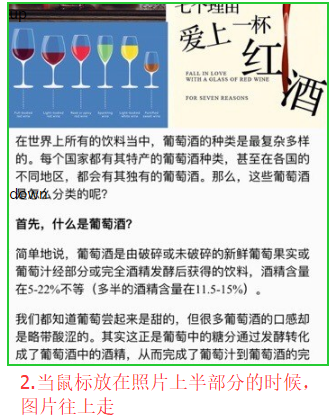 up
七个理由
爱上一杯
红酒
FALL IN LOVE
WITH A GLASS OF RED WINE
FOR SEVEN REASONS
在世界上所有的饮料当中，葡萄酒的种类是最复杂多样
的。每个国家都有其特产的葡萄酒种类，甚至在各国的
不同地区，都会有其独有的葡萄酒。那么，这些葡萄酒
是怎么分类的呢？
down
首先，什么是葡萄酒？
简单地说，葡萄酒是由破碎或未破碎的新鲜葡萄果实或
葡萄汁经部分或完全酒精发酵后获得的饮料，酒精含量
在5-22%不等（多半的酒精含量在11.5-15%）。
我们都知道葡萄尝起来是甜的，但很多葡萄酒的口感却
是略带酸涩的。其实这正是葡萄中的糖分通过发酵转化
成了葡萄酒中的酒精，从而完成了葡萄汁到葡萄酒的完
2.当鼠标放在照片上半部分的时候，
图片往上走